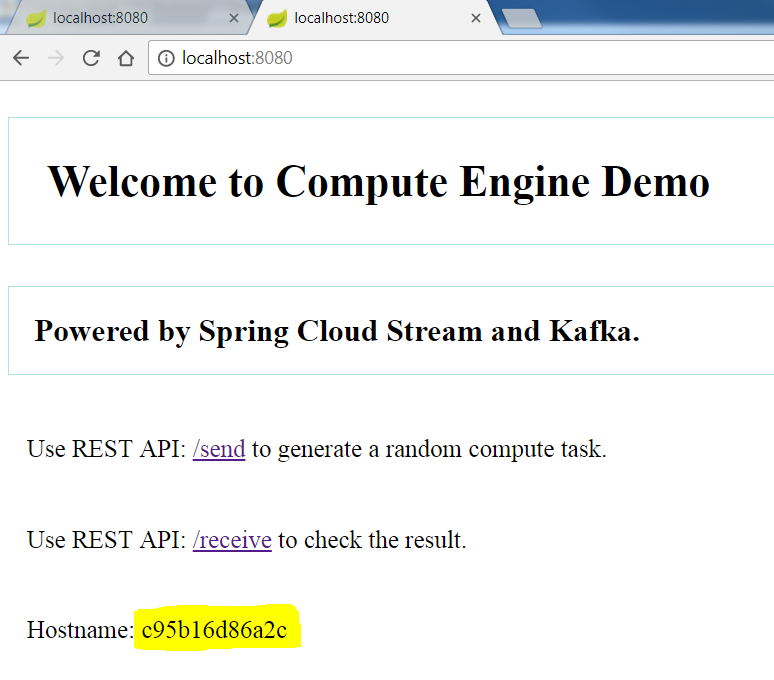 localhost:8080
localhost:8080
localhost:8080
Welcome to Compute Engine Demo
Powered by Spring Cloud Stream and Kafka.
Use REST API: /send to generate a random compute task.
Use REST API: /receive to check the result.
Hostname: c95b16d86a2c